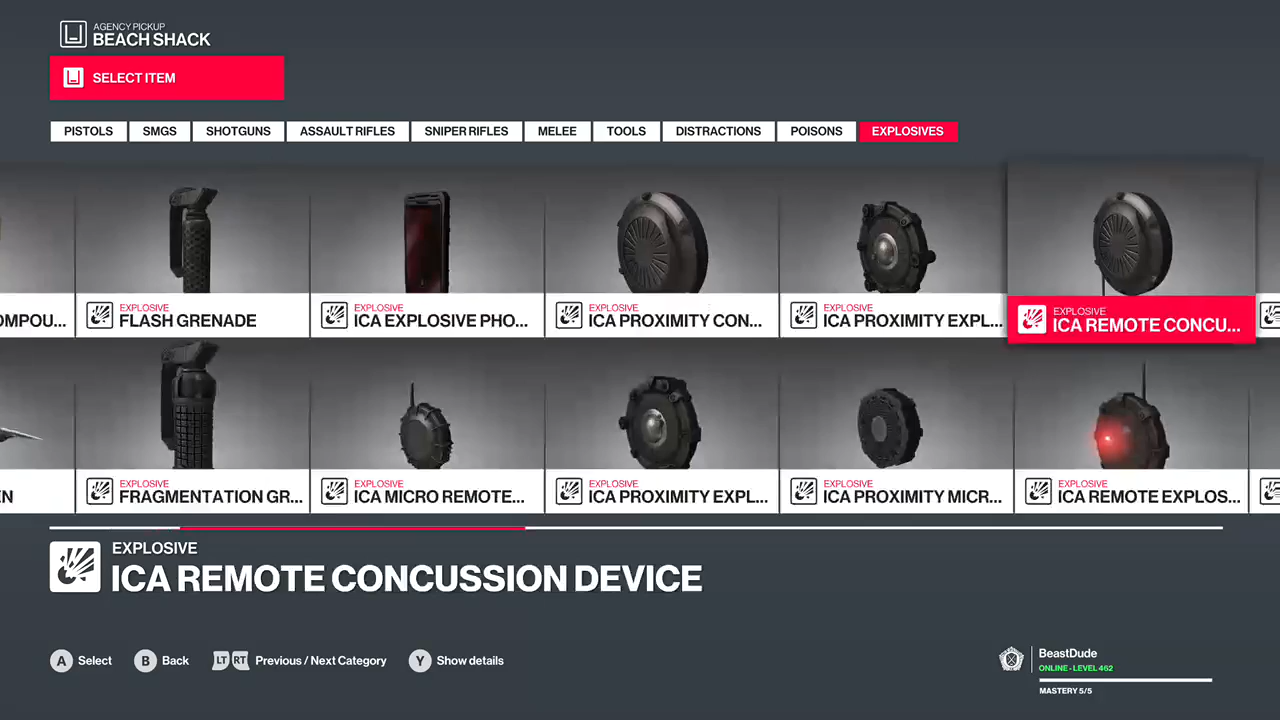 AGENCY PICKUP
BEACH SHACK
SELECT ITEM
PISTOLS SMGS SHOTGUNS ASSAULT RIFLES SNIPER RIFLES MELEE TOOLS DISTRACTIONS POISONS EXPLOSIVES
EXPLOSIVE EXPLOSIVE EXPLOSIVE EXPLOSIVE EXPLOSIVE
OMPOU... FLASH GRENADE ICA EXPLOSIVE PHO... ICA PROXIMITY CON... ICA PROXIMITY EXPL... ICA REMOTE CONCU...
EXPLOSIVE EXPLOSIVE EXPLOSIVE EXPLOSIVE EXPLOSIVE
EN FRAGMENTATION GR... ICA MICRO REMOTE... ICA PROXIMITY EXPL... ICA PROXIMITY MICR... ICA REMOTE EXPLOS...
EXPLOSIVE
ICA REMOTE CONCUSSION DEVICE
A Select B Back LT RT Previous / Next Category Y Show details
BeastDude
ONLINE - LEVEL 462
MASTERY 5/5